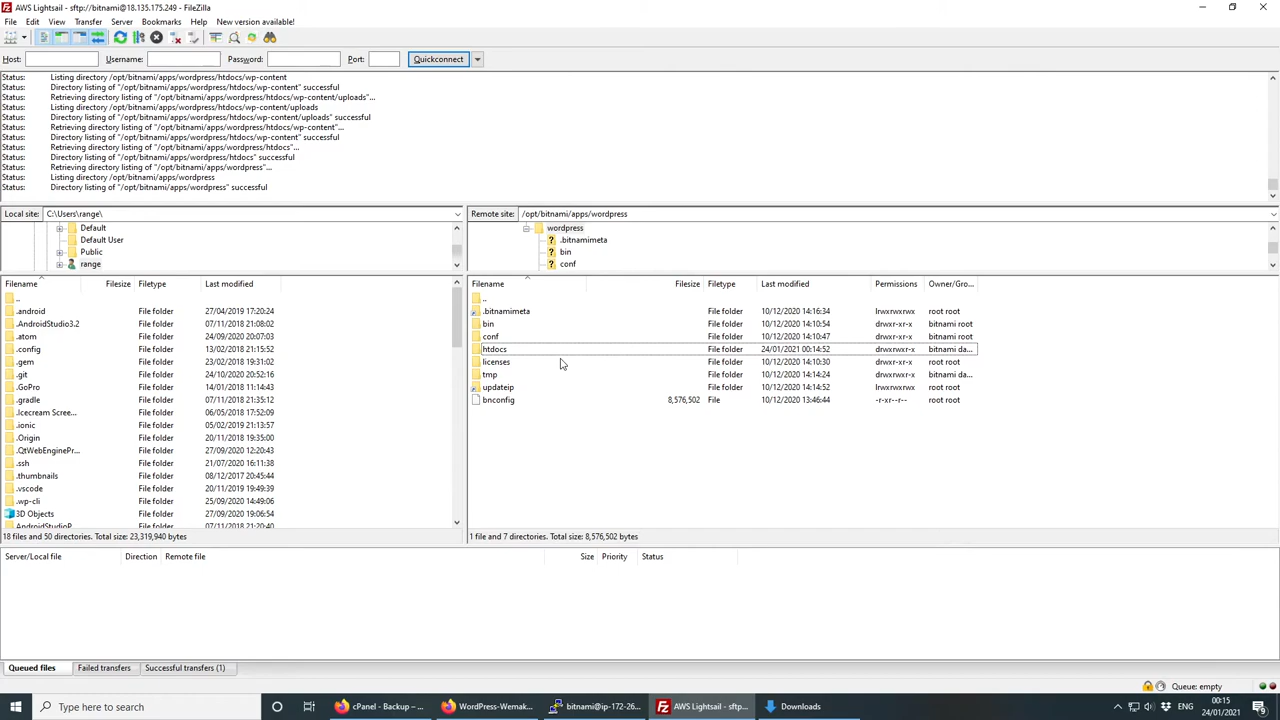 AWS Lightsail - sftp://bitnami@18.135.175.249 - FileZilla
File Edit View Transfer Server Bookmarks Help New version available!
Host: Username: Password: Port: Quickconnect
Status: Listing directory /opt/bitnami/apps/wordpress/htdocs/wp-content
Status: Directory listing of "/opt/bitnami/apps/wordpress/htdocs/wp-content" successful
Status: Retrieving directory listing of "/opt/bitnami/apps/wordpress/htdocs/wp-content/uploads"...
Status: Listing directory /opt/bitnami/apps/wordpress/htdocs/wp-content/uploads
Status: Directory listing of "/opt/bitnami/apps/wordpress/htdocs/wp-content/uploads" successful
Status: Retrieving directory listing of "/opt/bitnami/apps/wordpress/htdocs/wp-content"...
Status: Directory listing of "/opt/bitnami/apps/wordpress/htdocs/wp-content" successful
Status: Retrieving directory listing of "/opt/bitnami/apps/wordpress/htdocs"...
Status: Directory listing of "/opt/bitnami/apps/wordpress/htdocs" successful
Status: Retrieving directory listing of "/opt/bitnami/apps/wordpress"...
Status: Listing directory /opt/bitnami/apps/wordpress
Status: Directory listing of "/opt/bitnami/apps/wordpress" successful
Local site: C:\Users\range\
Default
Default User
Public
range
Filename Filesize Filetype Last modified
..
.android File folder 27/04/2019 17:20:24
.AndroidStudio3.2 File folder 07/11/2018 21:08:02
.atom File folder 24/09/2020 20:07:03
.config File folder 13/02/2018 21:15:52
.gem File folder 23/02/2018 19:31:02
.git File folder 24/10/2020 20:52:16
.GoPro File folder 14/01/2018 11:14:43
.gradle File folder 07/11/2018 21:35:12
.Icecream Scree... File folder 06/05/2018 17:52:09
.ionic File folder 05/02/2019 21:13:57
.Origin File folder 20/11/2018 19:35:00
.QtWebEnginePr... File folder 27/09/2020 12:20:43
.ssh File folder 21/07/2020 16:11:38
.thumbnails File folder 08/12/2017 20:45:44
.vscode File folder 20/11/2019 19:49:39
.wp-cli File folder 25/09/2020 14:49:06
3D Objects File folder 27/09/2020 19:06:54
AndroidStudioP... File folder 07/11/2018 21:20:40
18 files and 50 directories. Total size: 23,319,940 bytes
Remote site: /opt/bitnami/apps/wordpress
wordpress
.bitnamimeta
bin
conf
Filename Filesize Filetype Last modified Permissions Owner/Gro...
..
.bitnamimeta File folder 10/12/2020 14:16:34 lrwxrwxrwx root root
bin File folder 10/12/2020 14:10:54 drwxr-xr-x bitnami root
conf File folder 10/12/2020 14:10:47 drwxrwxr-x bitnami root
htdocs File folder 24/01/2021 00:14:52 drwxrwxr-x bitnami da...
licenses File folder 10/12/2020 14:10:30 drwxr-xr-x root root
tmp File folder 10/12/2020 14:14:24 drwxrwxr-x bitnami da...
updateip File folder 10/12/2020 14:14:52 lrwxrwxrwx root root
bnconfig 8,576,502 File 10/12/2020 13:46:44 -r-xr--r-- root root
1 file and 7 directories. Total size: 8,576,502 bytes
Server/Local file Direction Remote file Size Priority Status
Queued files Failed transfers Successful transfers (1)
Queue: empty
Type here to search
cPanel - Backup – ...
WordPress-Wemak...
bitnami@ip-172-26...
AWS Lightsail - sftp...
Downloads
00:15
ENG
24/01/2021